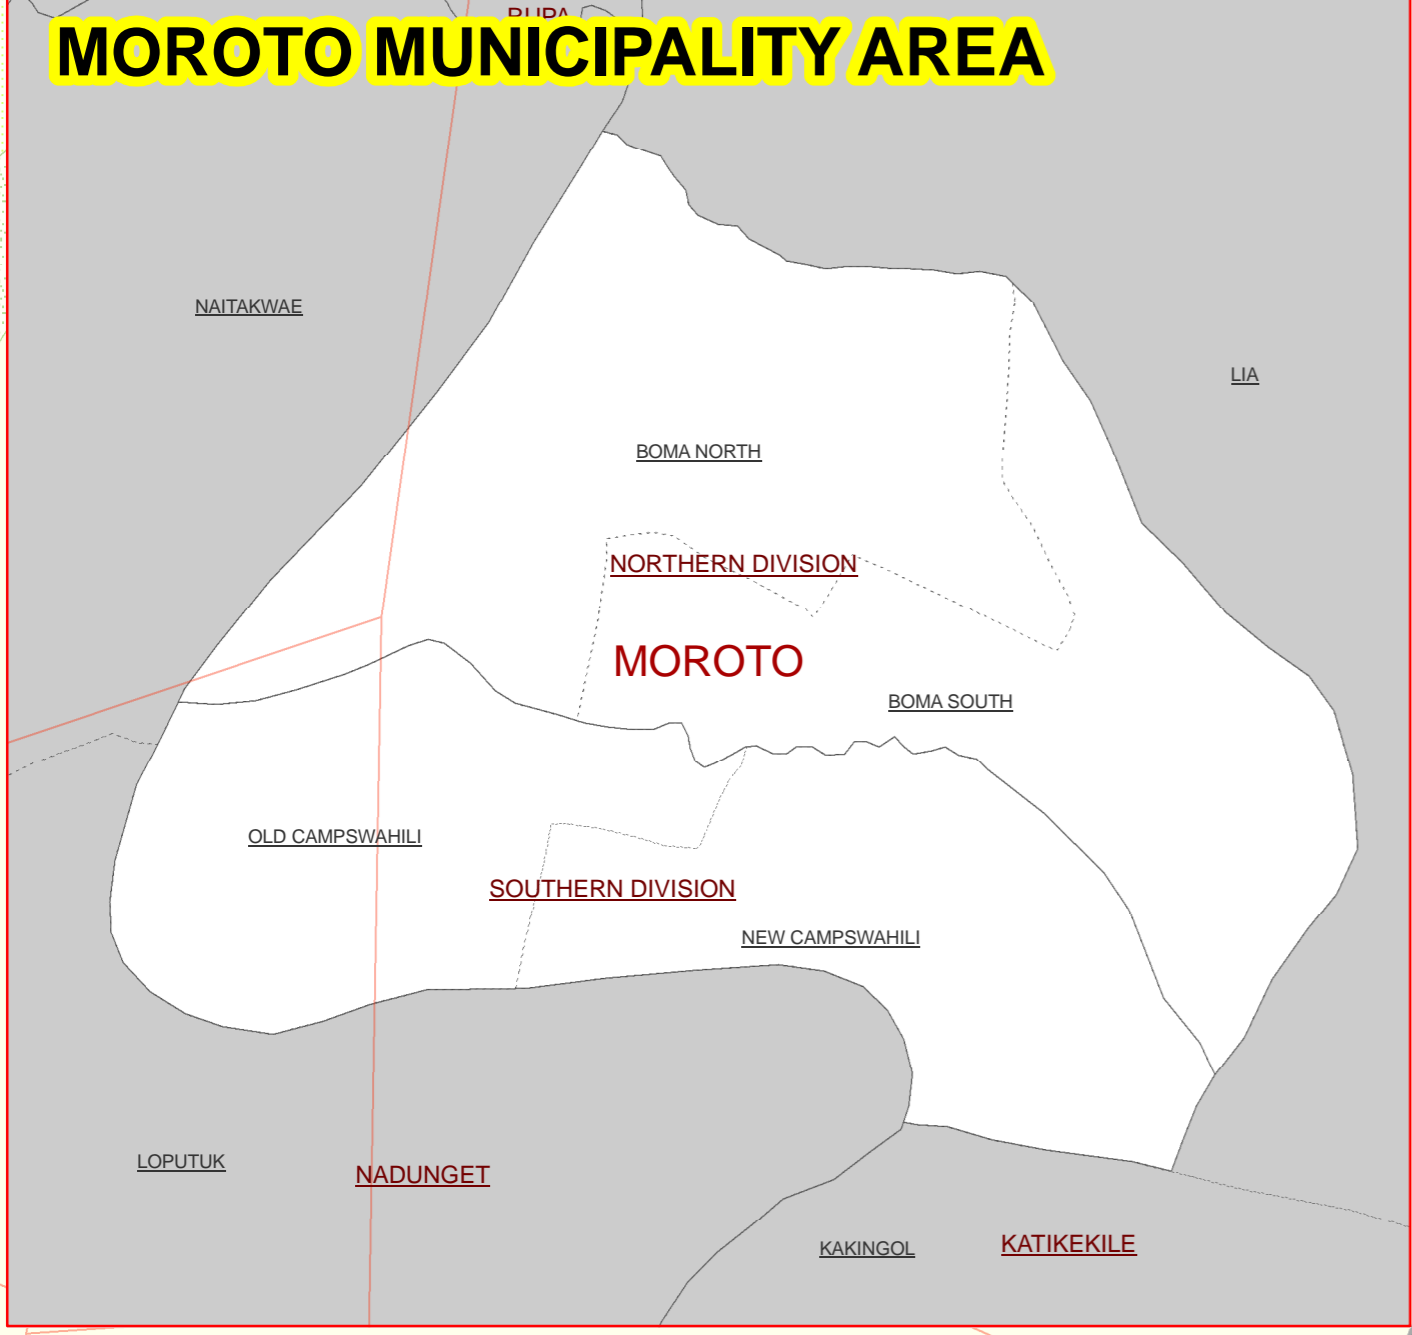 RUPA
MOROTO MUNICIPALITY AREA
NAITAKWAE
LIA
BOMA NORTH
NORTHERN DIVISION
MOROTO
BOMA SOUTH
OLD CAMPSWAHILI
SOUTHERN DIVISION
NEW CAMPSWAHILI
LOPUTUK
NADUNGET
KAKINGOL
KATIKEKILE